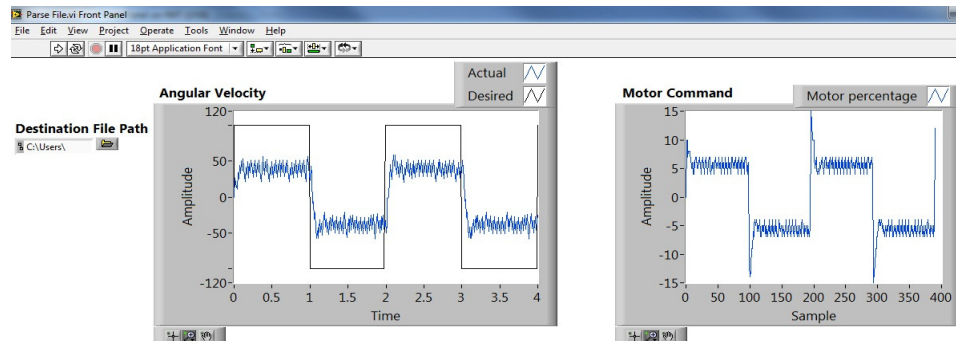 Parse File.vi Front Panel
File Edit View Project Operate Tools Window Help
18pt Application Font
Destination File Path
C:\Users\
Angular Velocity
Actual
Desired
Amplitude
120
50
0
-50
-120
0 0.5 1 1.5 2 2.5 3 3.5 4
Time
Motor Command
Motor percentage
Amplitude
15
10
5
0
-5
-10
-15
0 50 100 150 200 250 300 350 400
Sample